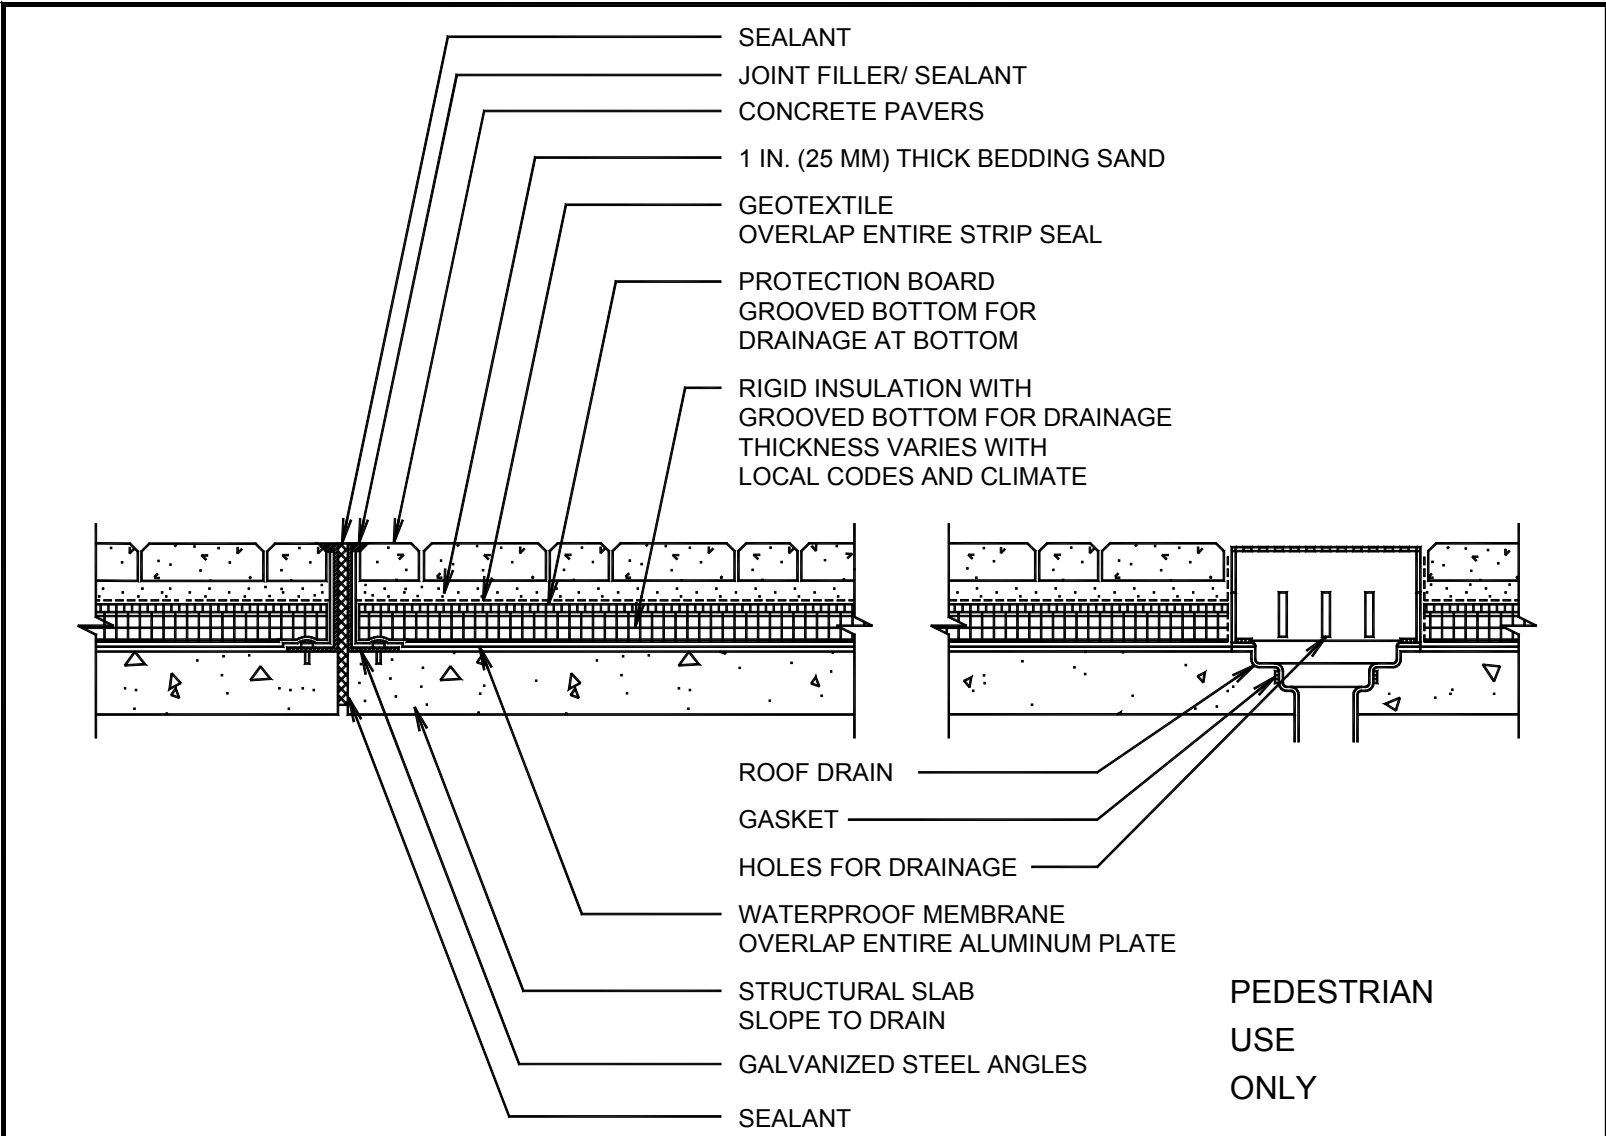 SEALANT
JOINT FILLER/ SEALANT
CONCRETE PAVERS
1 IN. (25 MM) THICK BEDDING SAND
GEOTEXTILE
OVERLAP ENTIRE STRIP SEAL
PROTECTION BOARD
GROOVED BOTTOM FOR
DRAINAGE AT BOTTOM
RIGID INSULATION WITH
GROOVED BOTTOM FOR DRAINAGE
THICKNESS VARIES WITH
LOCAL CODES AND CLIMATE
ROOF DRAIN
GASKET
HOLES FOR DRAINAGE
WATERPROOF MEMBRANE
OVERLAP ENTIRE ALUMINUM PLATE
STRUCTURAL SLAB
SLOPE TO DRAIN
GALVANIZED STEEL ANGLES
SEALANT
PEDESTRIAN
USE
ONLY